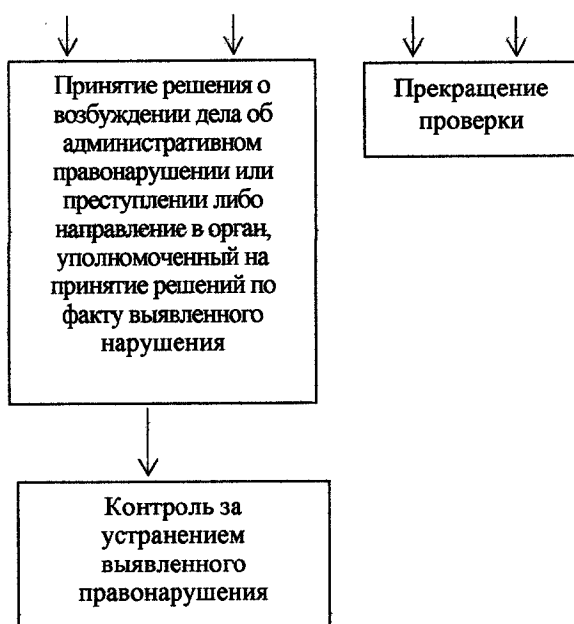 Принятие решения о
возбуждении дела об
административном
правонарушении или
преступлении либо
направление в орган,
уполномоченный на
принятие решений по
факту выявленного
нарушения
Прекращение
проверки
Контроль за
устранением
выявленного
правонарушения